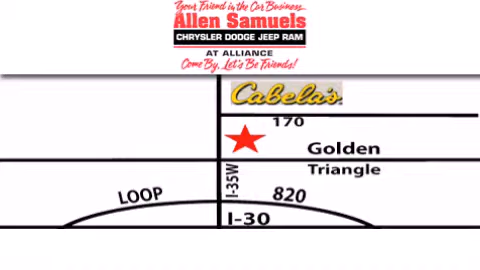 Your Friend in the Car Business...
Allen Samuels
CHRYSLER DODGE JEEP RAM
AT ALLIANCE
Come By, Let's Be Friends!
Cabela's
170
Golden
Triangle
I-35W
LOOP 820
I-30